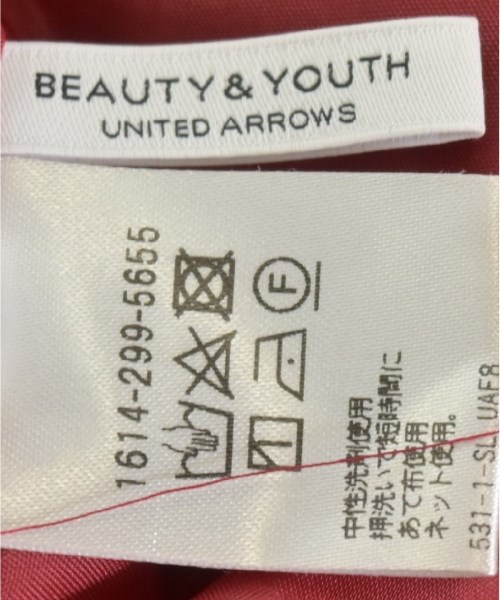 BEAUTY & YOUTH
UNITED ARROWS
1614-299-5655
F
中性洗剤使用
押洗いで短時間に
あて布使用
ネット使用。
531-1-SL UAF8